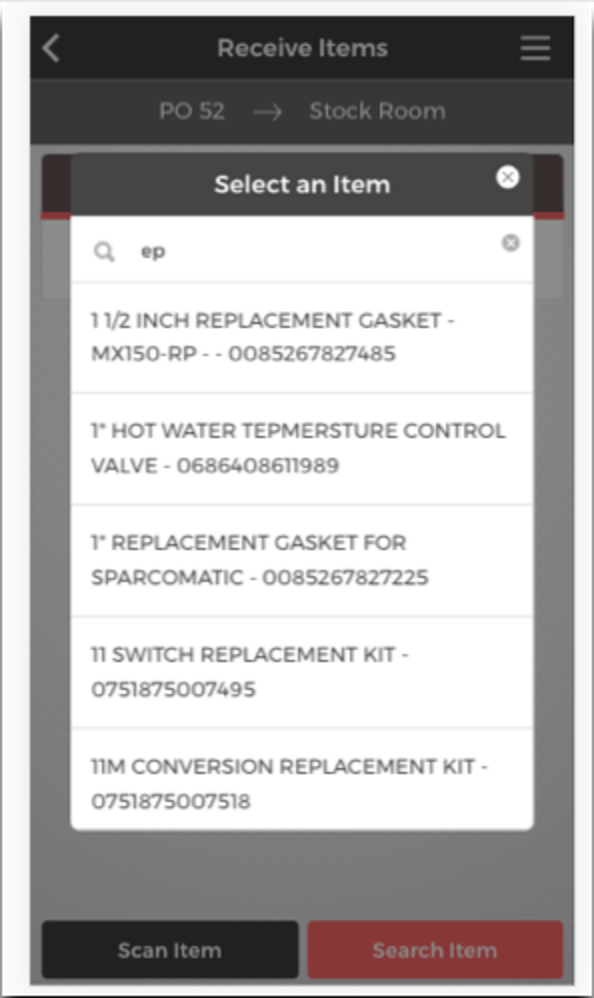 Receive Items
PO 52 → Stock Room
Select an Item
ep
1 1/2 INCH REPLACEMENT GASKET -
MX150-RP - - 0085267827485
1" HOT WATER TEPMERSTURE CONTROL
VALVE - 0686408611989
1" REPLACEMENT GASKET FOR
SPARCOMATIC - 0085267827225
11 SWITCH REPLACEMENT KIT -
0751875007495
11M CONVERSION REPLACEMENT KIT -
0751875007518
Scan Item
Search Item